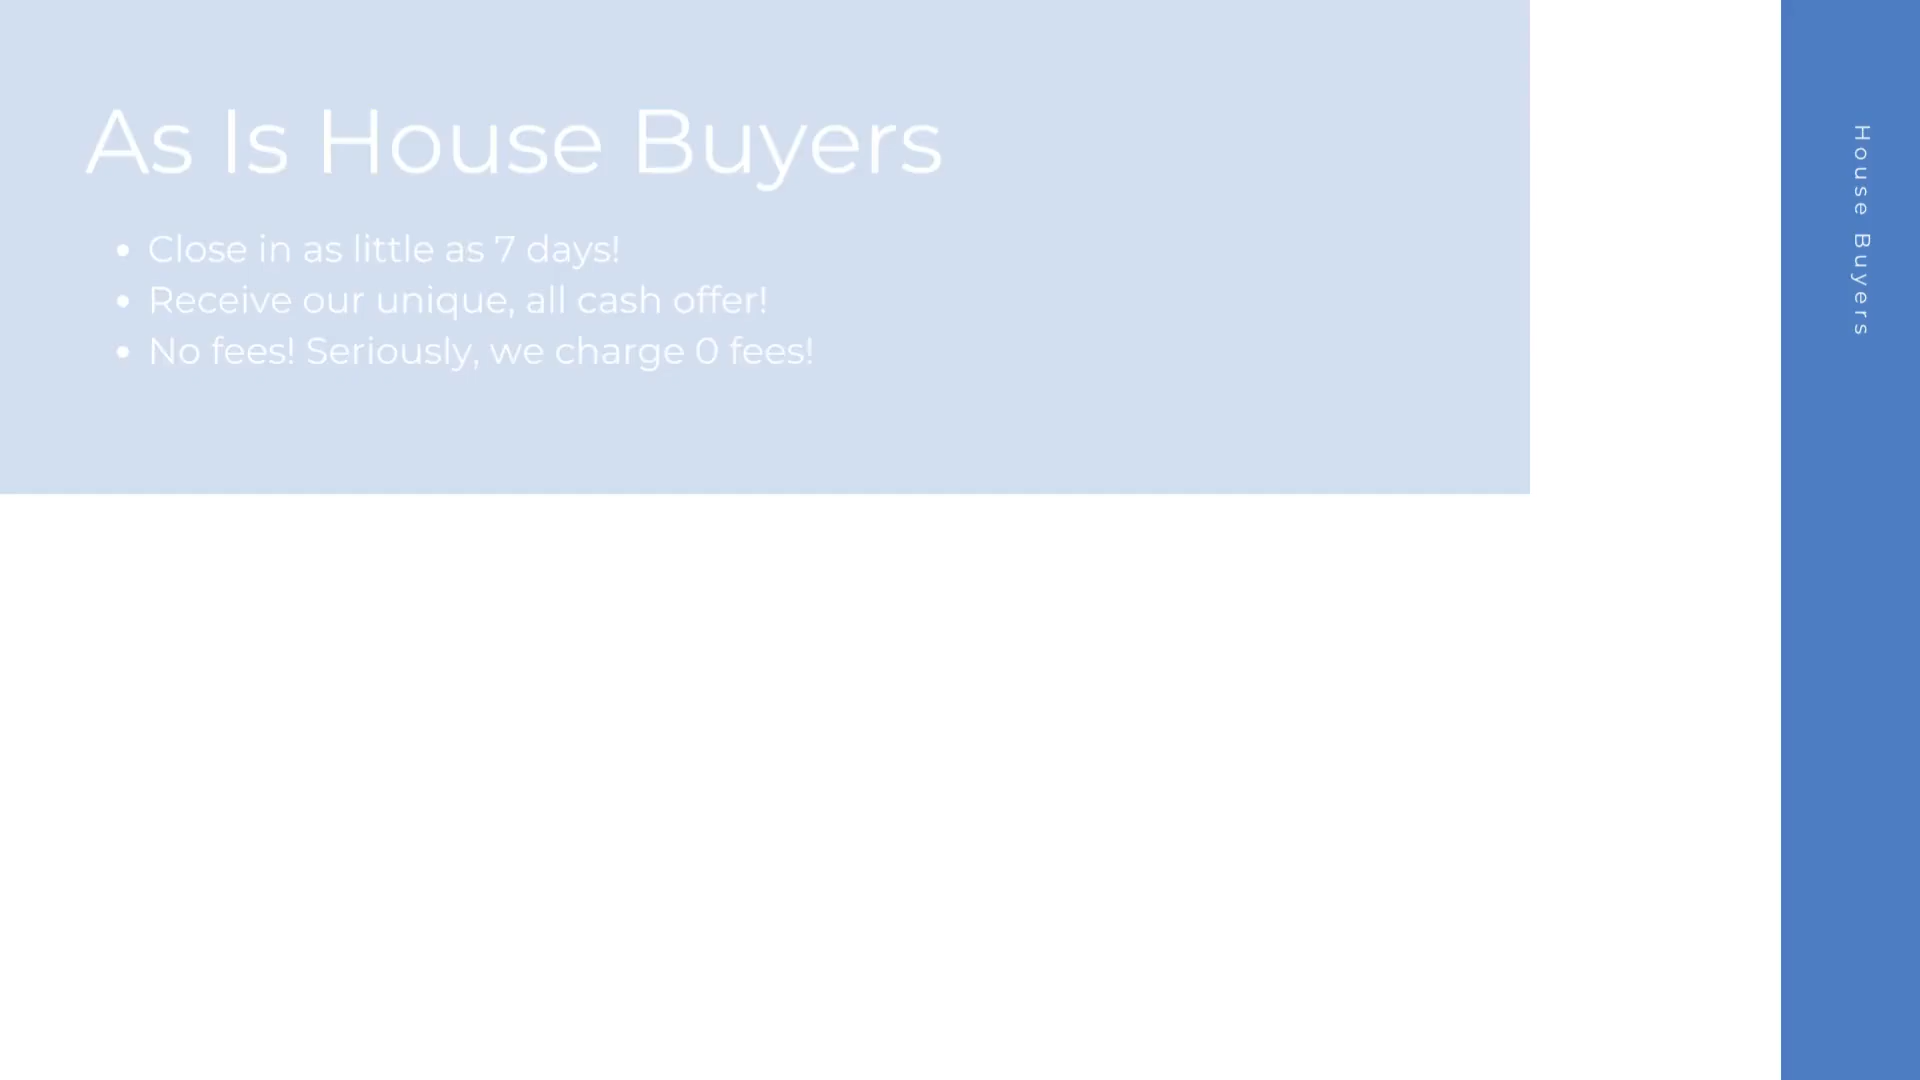 As Is House Buyers
• Close in as little as 7 days!
• Receive our unique, all cash offer!
• No fees! Seriously, we charge 0 fees!
House Buyers